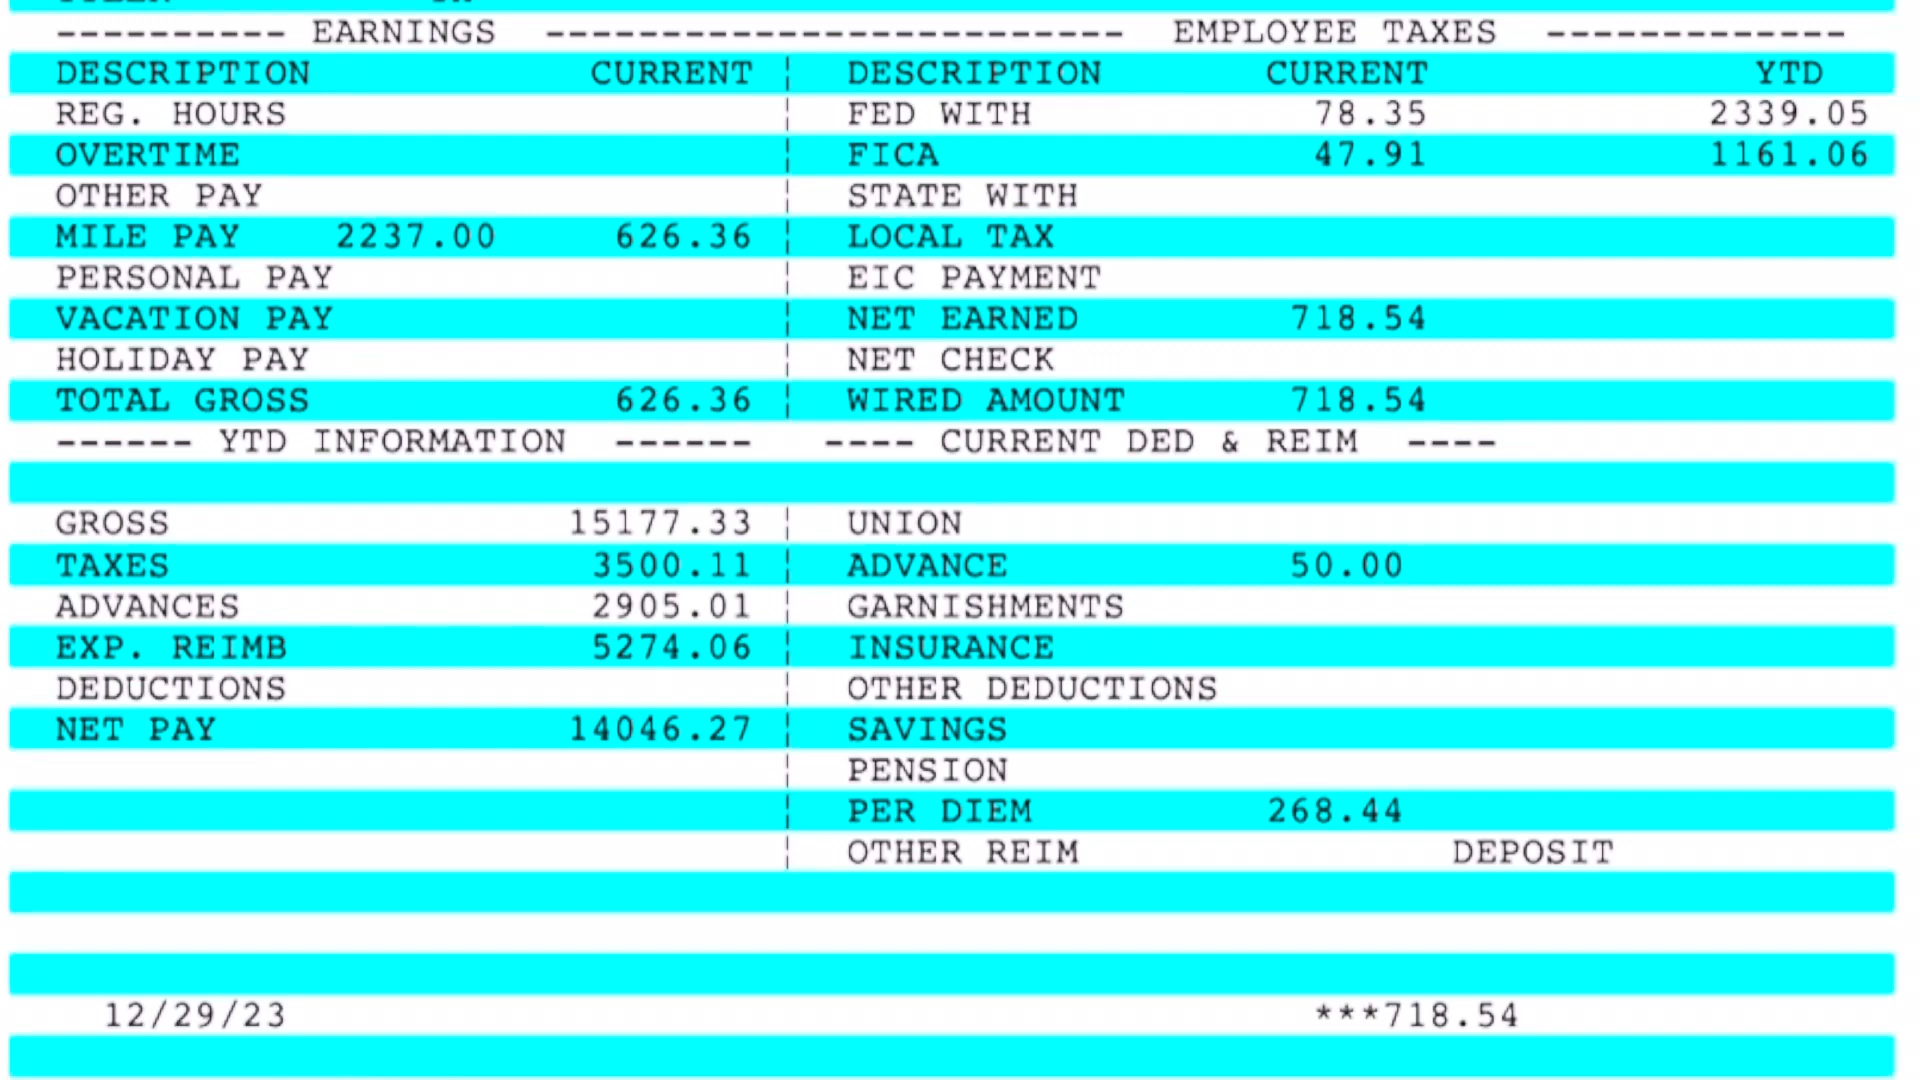 ---------- EARNINGS ------------------------- EMPLOYEE TAXES -------------
DESCRIPTION CURRENT | DESCRIPTION CURRENT YTD
REG. HOURS | FED WITH 78.35 2339.05
OVERTIME | FICA 47.91 1161.06
OTHER PAY | STATE WITH
MILE PAY 2237.00 626.36 | LOCAL TAX
PERSONAL PAY | EIC PAYMENT
VACATION PAY | NET EARNED 718.54
HOLIDAY PAY | NET CHECK
TOTAL GROSS 626.36 | WIRED AMOUNT 718.54
------ YTD INFORMATION ------ ---- CURRENT DED & REIM ----
GROSS 15177.33 | UNION
TAXES 3500.11 | ADVANCE 50.00
ADVANCES 2905.01 | GARNISHMENTS
EXP. REIMB 5274.06 | INSURANCE
DEDUCTIONS | OTHER DEDUCTIONS
NET PAY 14046.27 | SAVINGS
| PENSION
| PER DIEM 268.44
| OTHER REIM DEPOSIT
12/29/23 ***718.54